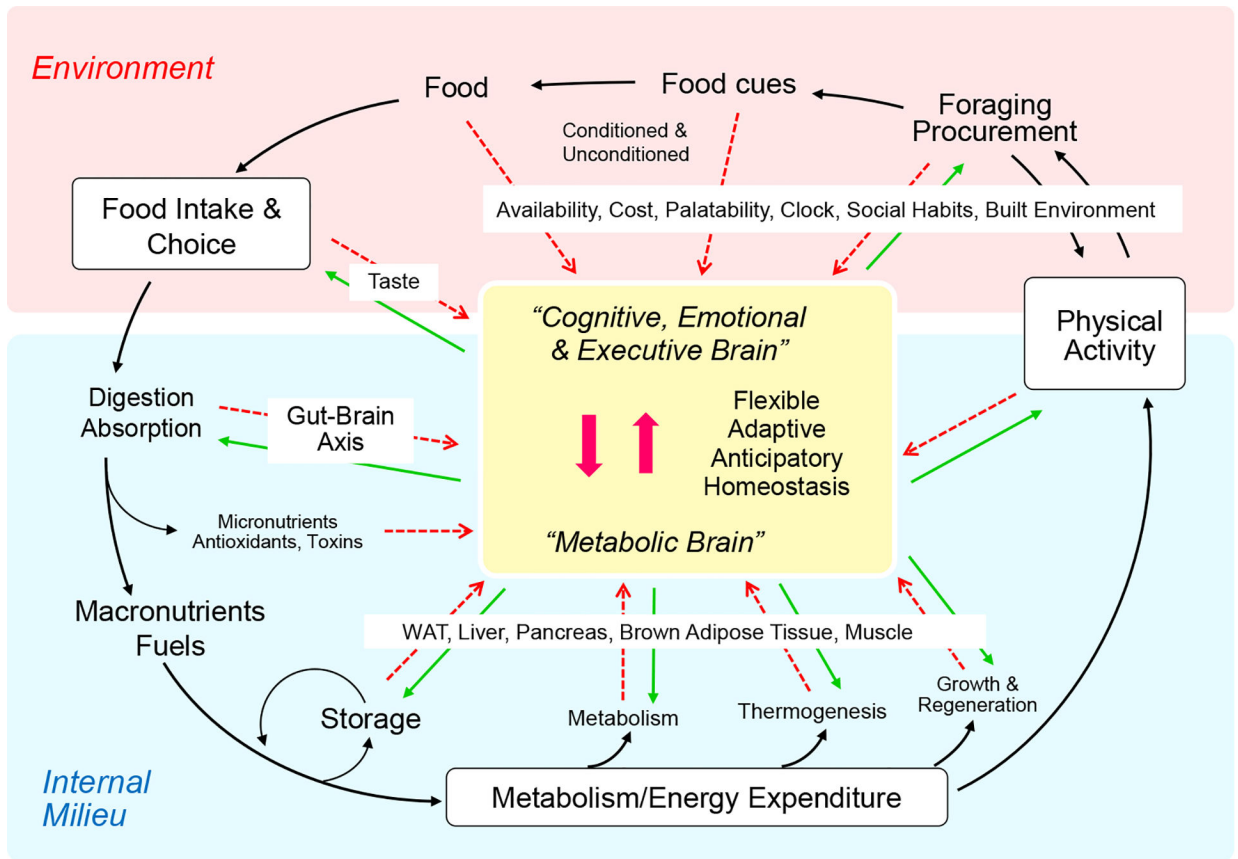 Environment
Food
Food cues
Foraging
Procurement
Conditioned &
Unconditioned
Food Intake &
Choice
Availability, Cost, Palatability, Clock, Social Habits, Built Environment
Taste
“Cognitive, Emotional
& Executive Brain”
Physical
Activity
Digestion
Absorption
Gut-Brain
Axis
Flexible
Adaptive
Anticipatory
Homeostasis
Micronutrients
Antioxidants, Toxins
“Metabolic Brain”
Macronutrients
Fuels
WAT, Liver, Pancreas, Brown Adipose Tissue, Muscle
Storage
Metabolism
Thermogenesis
Growth &
Regeneration
Internal
Milieu
Metabolism/Energy Expenditure